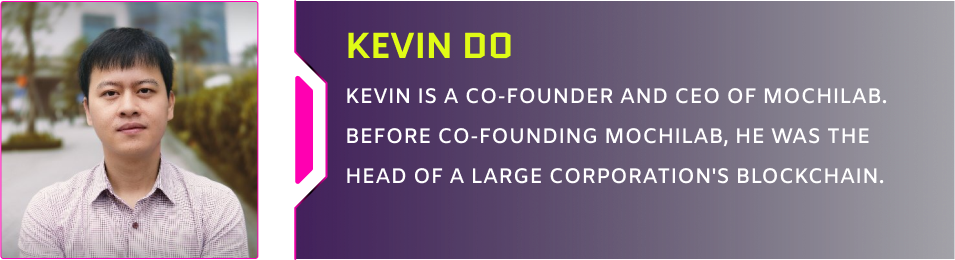 KEVIN DO
KEVIN IS A CO-FOUNDER AND CEO OF MOCHILAB.
BEFORE CO-FOUNDING MOCHILAB, HE WAS THE
HEAD OF A LARGE CORPORATION'S BLOCKCHAIN.